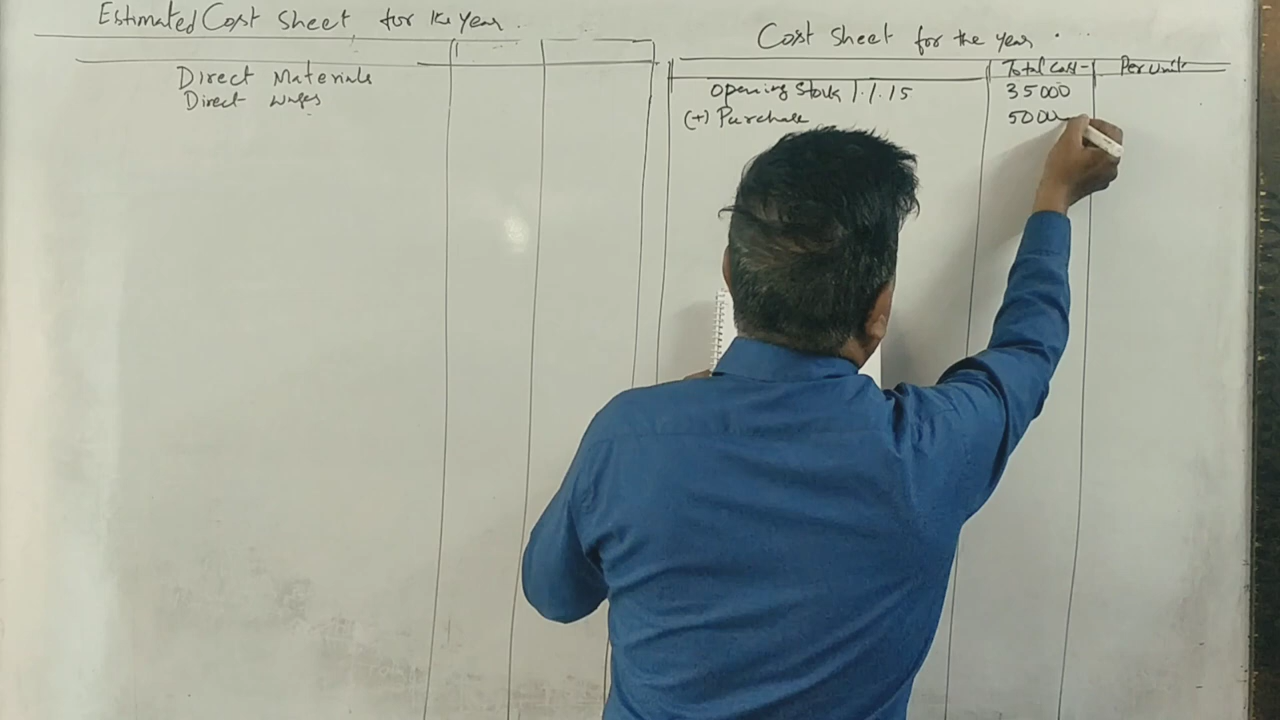 Estimated Cost Sheet for the year
Direct Materials
Direct wages
Cost Sheet for the year
Total Cost Per unit
Opening Stock 1.1.15 35000
(+) Purchase 5000